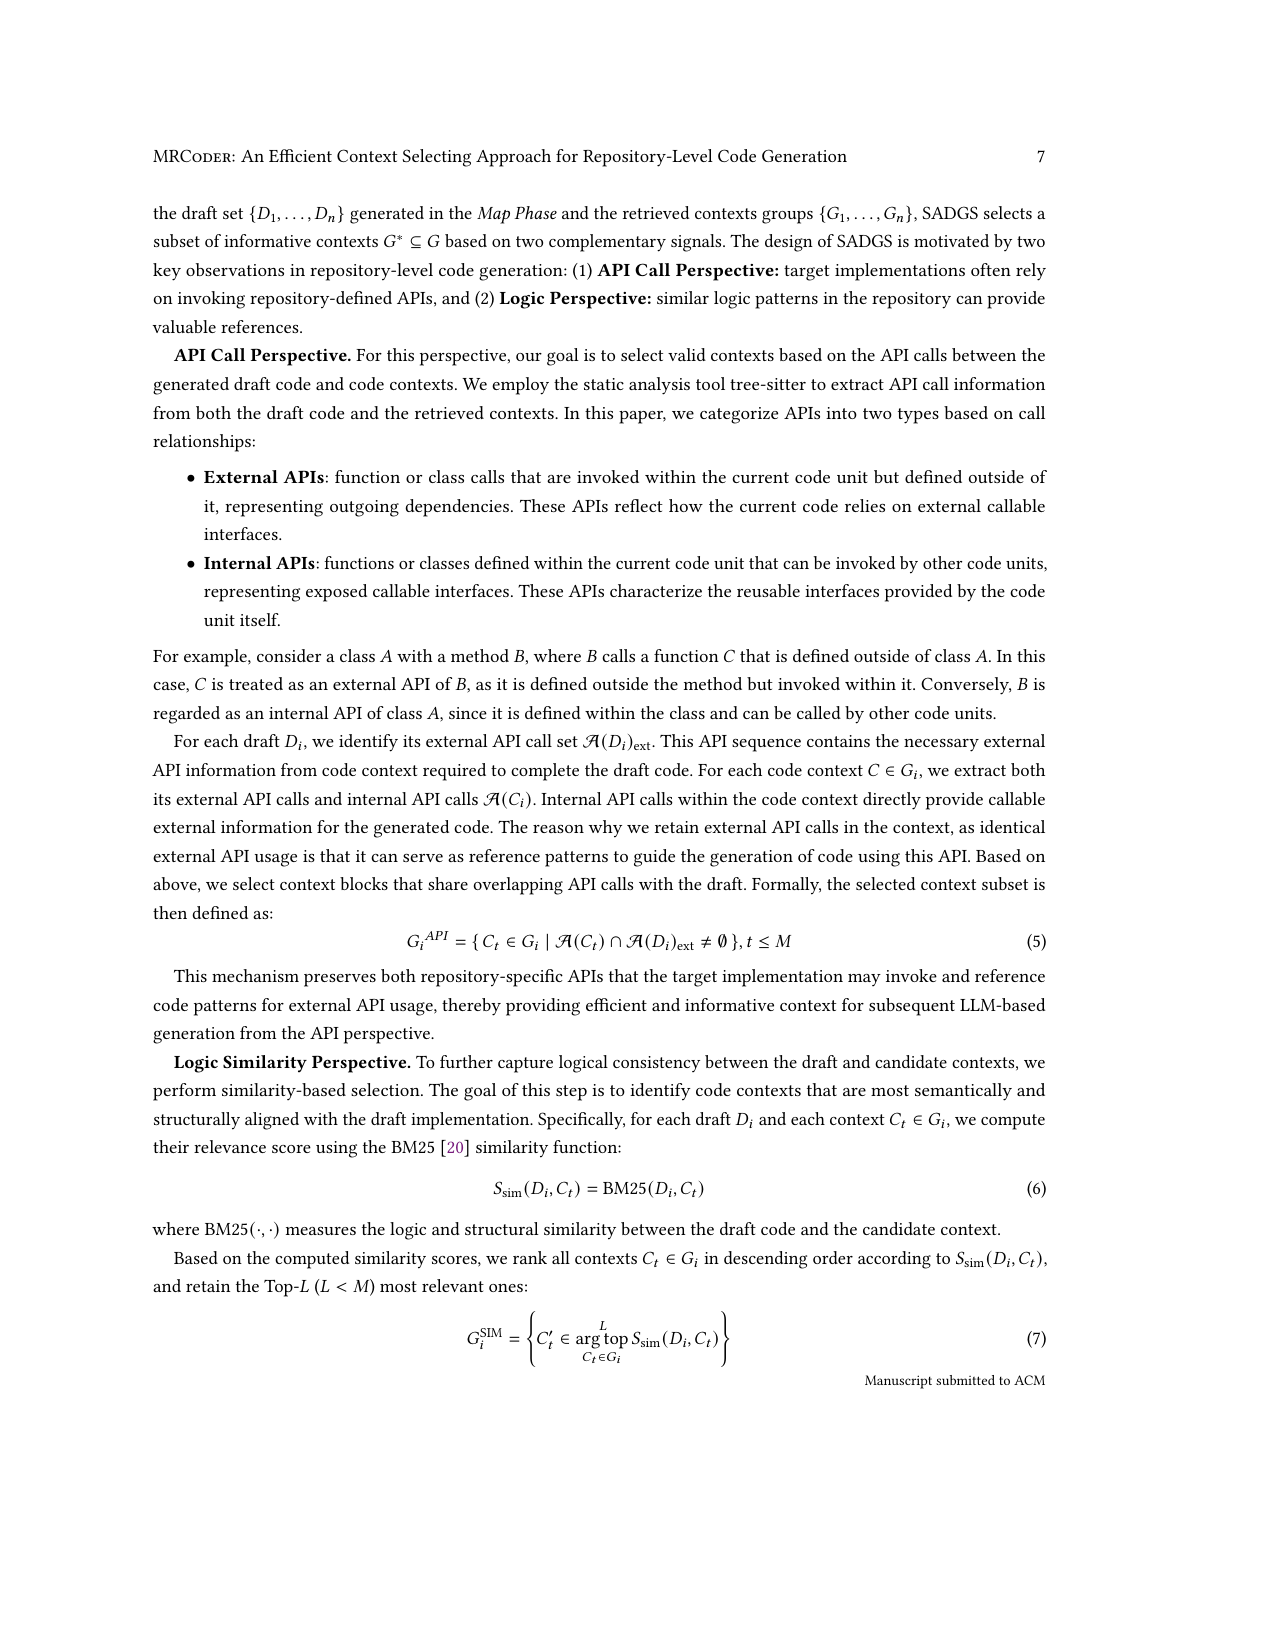 MRCoder: An Efficient Context Selecting Approach for Repository-Level Code Generation 7
the draft set {D₁, . . . , Dₙ} generated in the Map Phase and the retrieved contexts groups {G₁, . . . , Gₙ}, SADGS selects a
subset of informative contexts G* ⊆ G based on two complementary signals. The design of SADGS is motivated by two
key observations in repository-level code generation: (1) API Call Perspective: target implementations often rely
on invoking repository-defined APIs, and (2) Logic Perspective: similar logic patterns in the repository can provide
valuable references.
API Call Perspective. For this perspective, our goal is to select valid contexts based on the API calls between the
generated draft code and code contexts. We employ the static analysis tool tree-sitter to extract API call information
from both the draft code and the retrieved contexts. In this paper, we categorize APIs into two types based on call
relationships:
• External APIs: function or class calls that are invoked within the current code unit but defined outside of
it, representing outgoing dependencies. These APIs reflect how the current code relies on external callable
interfaces.
• Internal APIs: functions or classes defined within the current code unit that can be invoked by other code units,
representing exposed callable interfaces. These APIs characterize the reusable interfaces provided by the code
unit itself.
For example, consider a class A with a method B, where B calls a function C that is defined outside of class A. In this
case, C is treated as an external API of B, as it is defined outside the method but invoked within it. Conversely, B is
regarded as an internal API of class A, since it is defined within the class and can be called by other code units.
For each draft Dᵢ, we identify its external API call set 𝒜(Dᵢ)ext. This API sequence contains the necessary external
API information from code context required to complete the draft code. For each code context C ∈ Gᵢ, we extract both
its external API calls and internal API calls 𝒜(Cᵢ). Internal API calls within the code context directly provide callable
external information for the generated code. The reason why we retain external API calls in the context, as identical
external API usage is that it can serve as reference patterns to guide the generation of code using this API. Based on
above, we select context blocks that share overlapping API calls with the draft. Formally, the selected context subset is
then defined as:
Gᵢ^API = { Cₜ ∈ Gᵢ | 𝒜(Cₜ) ∩ 𝒜(Dᵢ)ext ≠ ∅ }, t ≤ M (5)
This mechanism preserves both repository-specific APIs that the target implementation may invoke and reference
code patterns for external API usage, thereby providing efficient and informative context for subsequent LLM-based
generation from the API perspective.
Logic Similarity Perspective. To further capture logical consistency between the draft and candidate contexts, we
perform similarity-based selection. The goal of this step is to identify code contexts that are most semantically and
structurally aligned with the draft implementation. Specifically, for each draft Dᵢ and each context Cₜ ∈ Gᵢ, we compute
their relevance score using the BM25 [20] similarity function:
Ssim(Dᵢ, Cₜ) = BM25(Dᵢ, Cₜ) (6)
where BM25(·, ·) measures the logic and structural similarity between the draft code and the candidate context.
Based on the computed similarity scores, we rank all contexts Cₜ ∈ Gᵢ in descending order according to Ssim(Dᵢ, Cₜ),
and retain the Top-L (L < M) most relevant ones:
Gᵢ^SIM = { C′ₜ ∈ arg top^L_{Cₜ∈Gᵢ} Ssim(Dᵢ, Cₜ) } (7)
Manuscript submitted to ACM